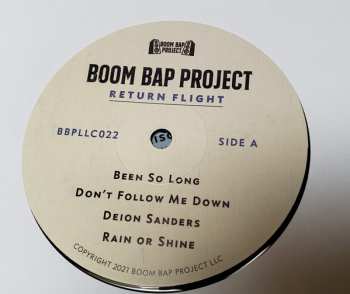 BOOM BAP
PROJECT
BOOM BAP PROJECT
RETURN FLIGHT
BBPLLC022
SIDE A
BEEN SO LONG
DON'T FOLLOW ME DOWN
DEION SANDERS
RAIN OR SHINE
COPYRIGHT 2021 BOOM BAP PROJECT LLC